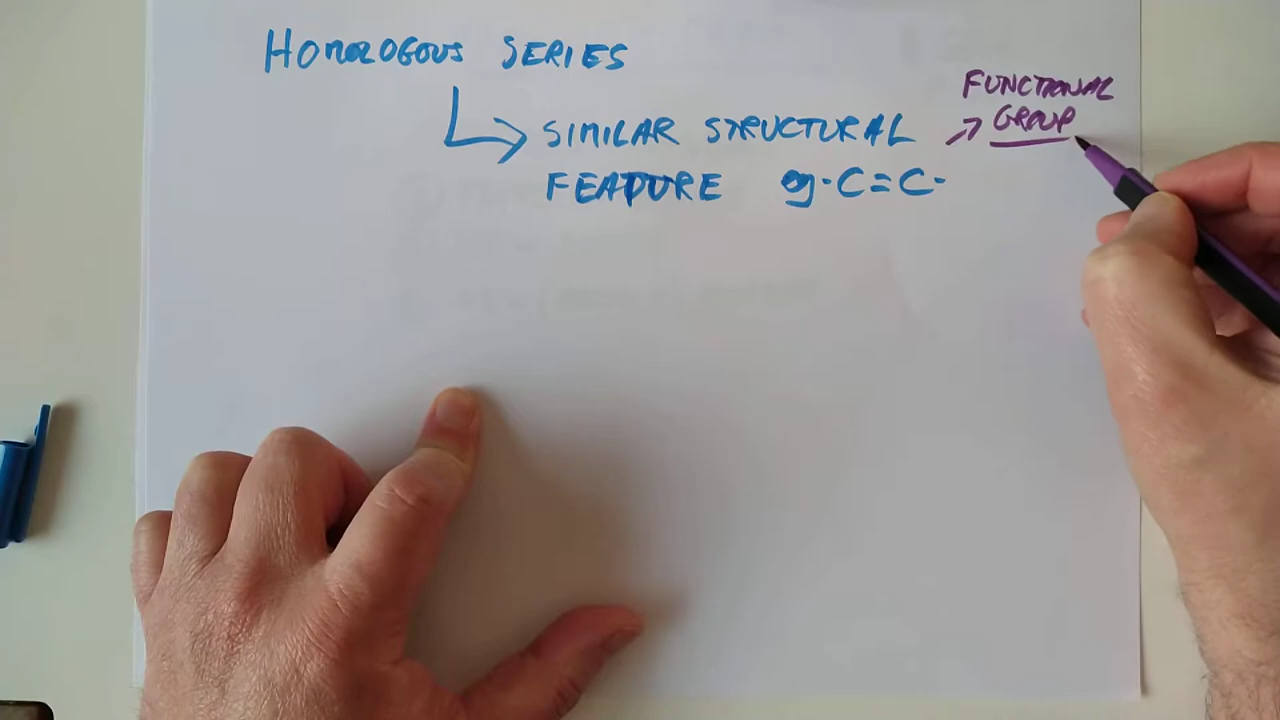 HOMOLOGOUS SERIES
SIMILAR STRUCTURAL
FEATURE eg -C=C-
FUNCTIONAL
GROUP